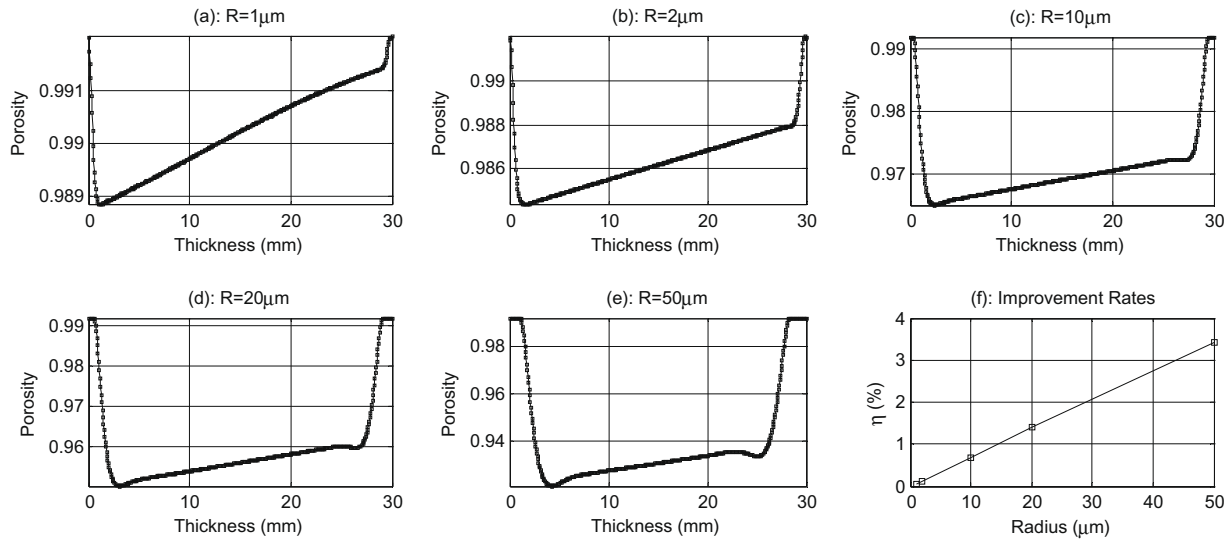 (a): R=1μm
Porosity
0.991
0.99
0.989
0 10 20 30
Thickness (mm)
(b): R=2μm
Porosity
0.99
0.988
0.986
0 10 20 30
Thickness (mm)
(c): R=10μm
Porosity
0.99
0.98
0.97
0 10 20 30
Thickness (mm)
(d): R=20μm
Porosity
0.99
0.98
0.97
0.96
0 10 20 30
Thickness (mm)
(e): R=50μm
Porosity
0.98
0.96
0.94
0 10 20 30
Thickness (mm)
(f): Improvement Rates
η (%)
4
3
2
1
0
0 10 20 30 40 50
Radius (μm)